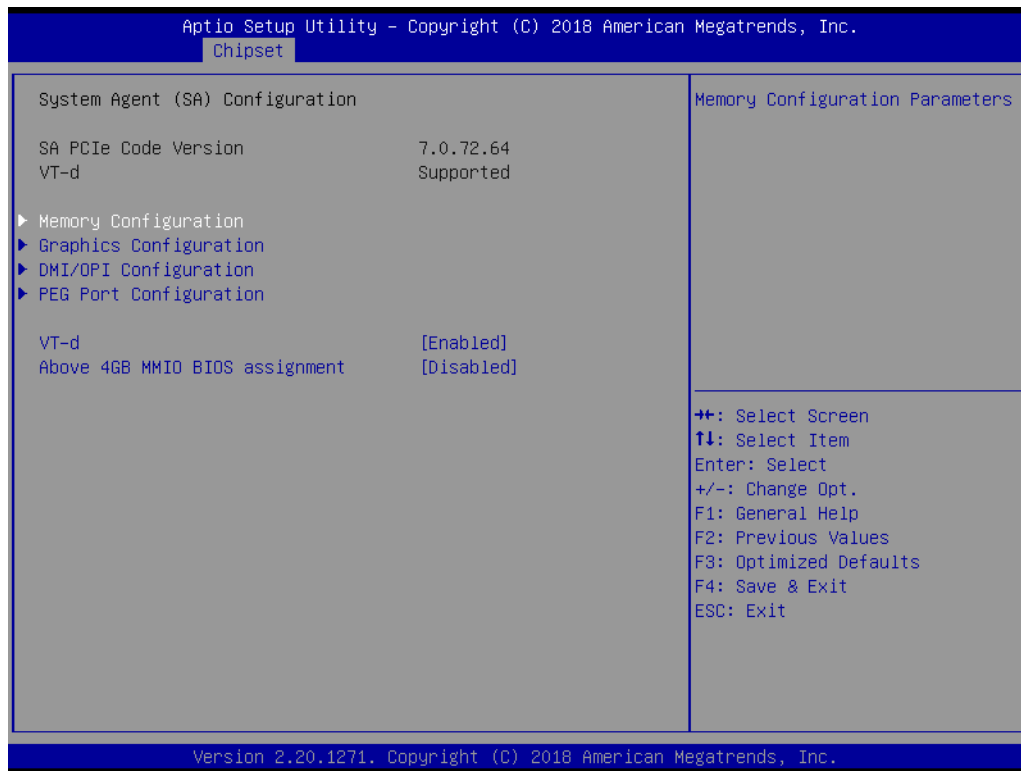 Aptio Setup Utility – Copyright (C) 2018 American Megatrends, Inc.
Chipset
System Agent (SA) Configuration
SA PCIe Code Version 7.0.72.64
VT-d Supported
Memory Configuration
Graphics Configuration
DMI/OPI Configuration
PEG Port Configuration
VT-d [Enabled]
Above 4GB MMIO BIOS assignment [Disabled]
Memory Configuration Parameters
→←: Select Screen
↑↓: Select Item
Enter: Select
+/-: Change Opt.
F1: General Help
F2: Previous Values
F3: Optimized Defaults
F4: Save & Exit
ESC: Exit
Version 2.20.1271. Copyright (C) 2018 American Megatrends, Inc.